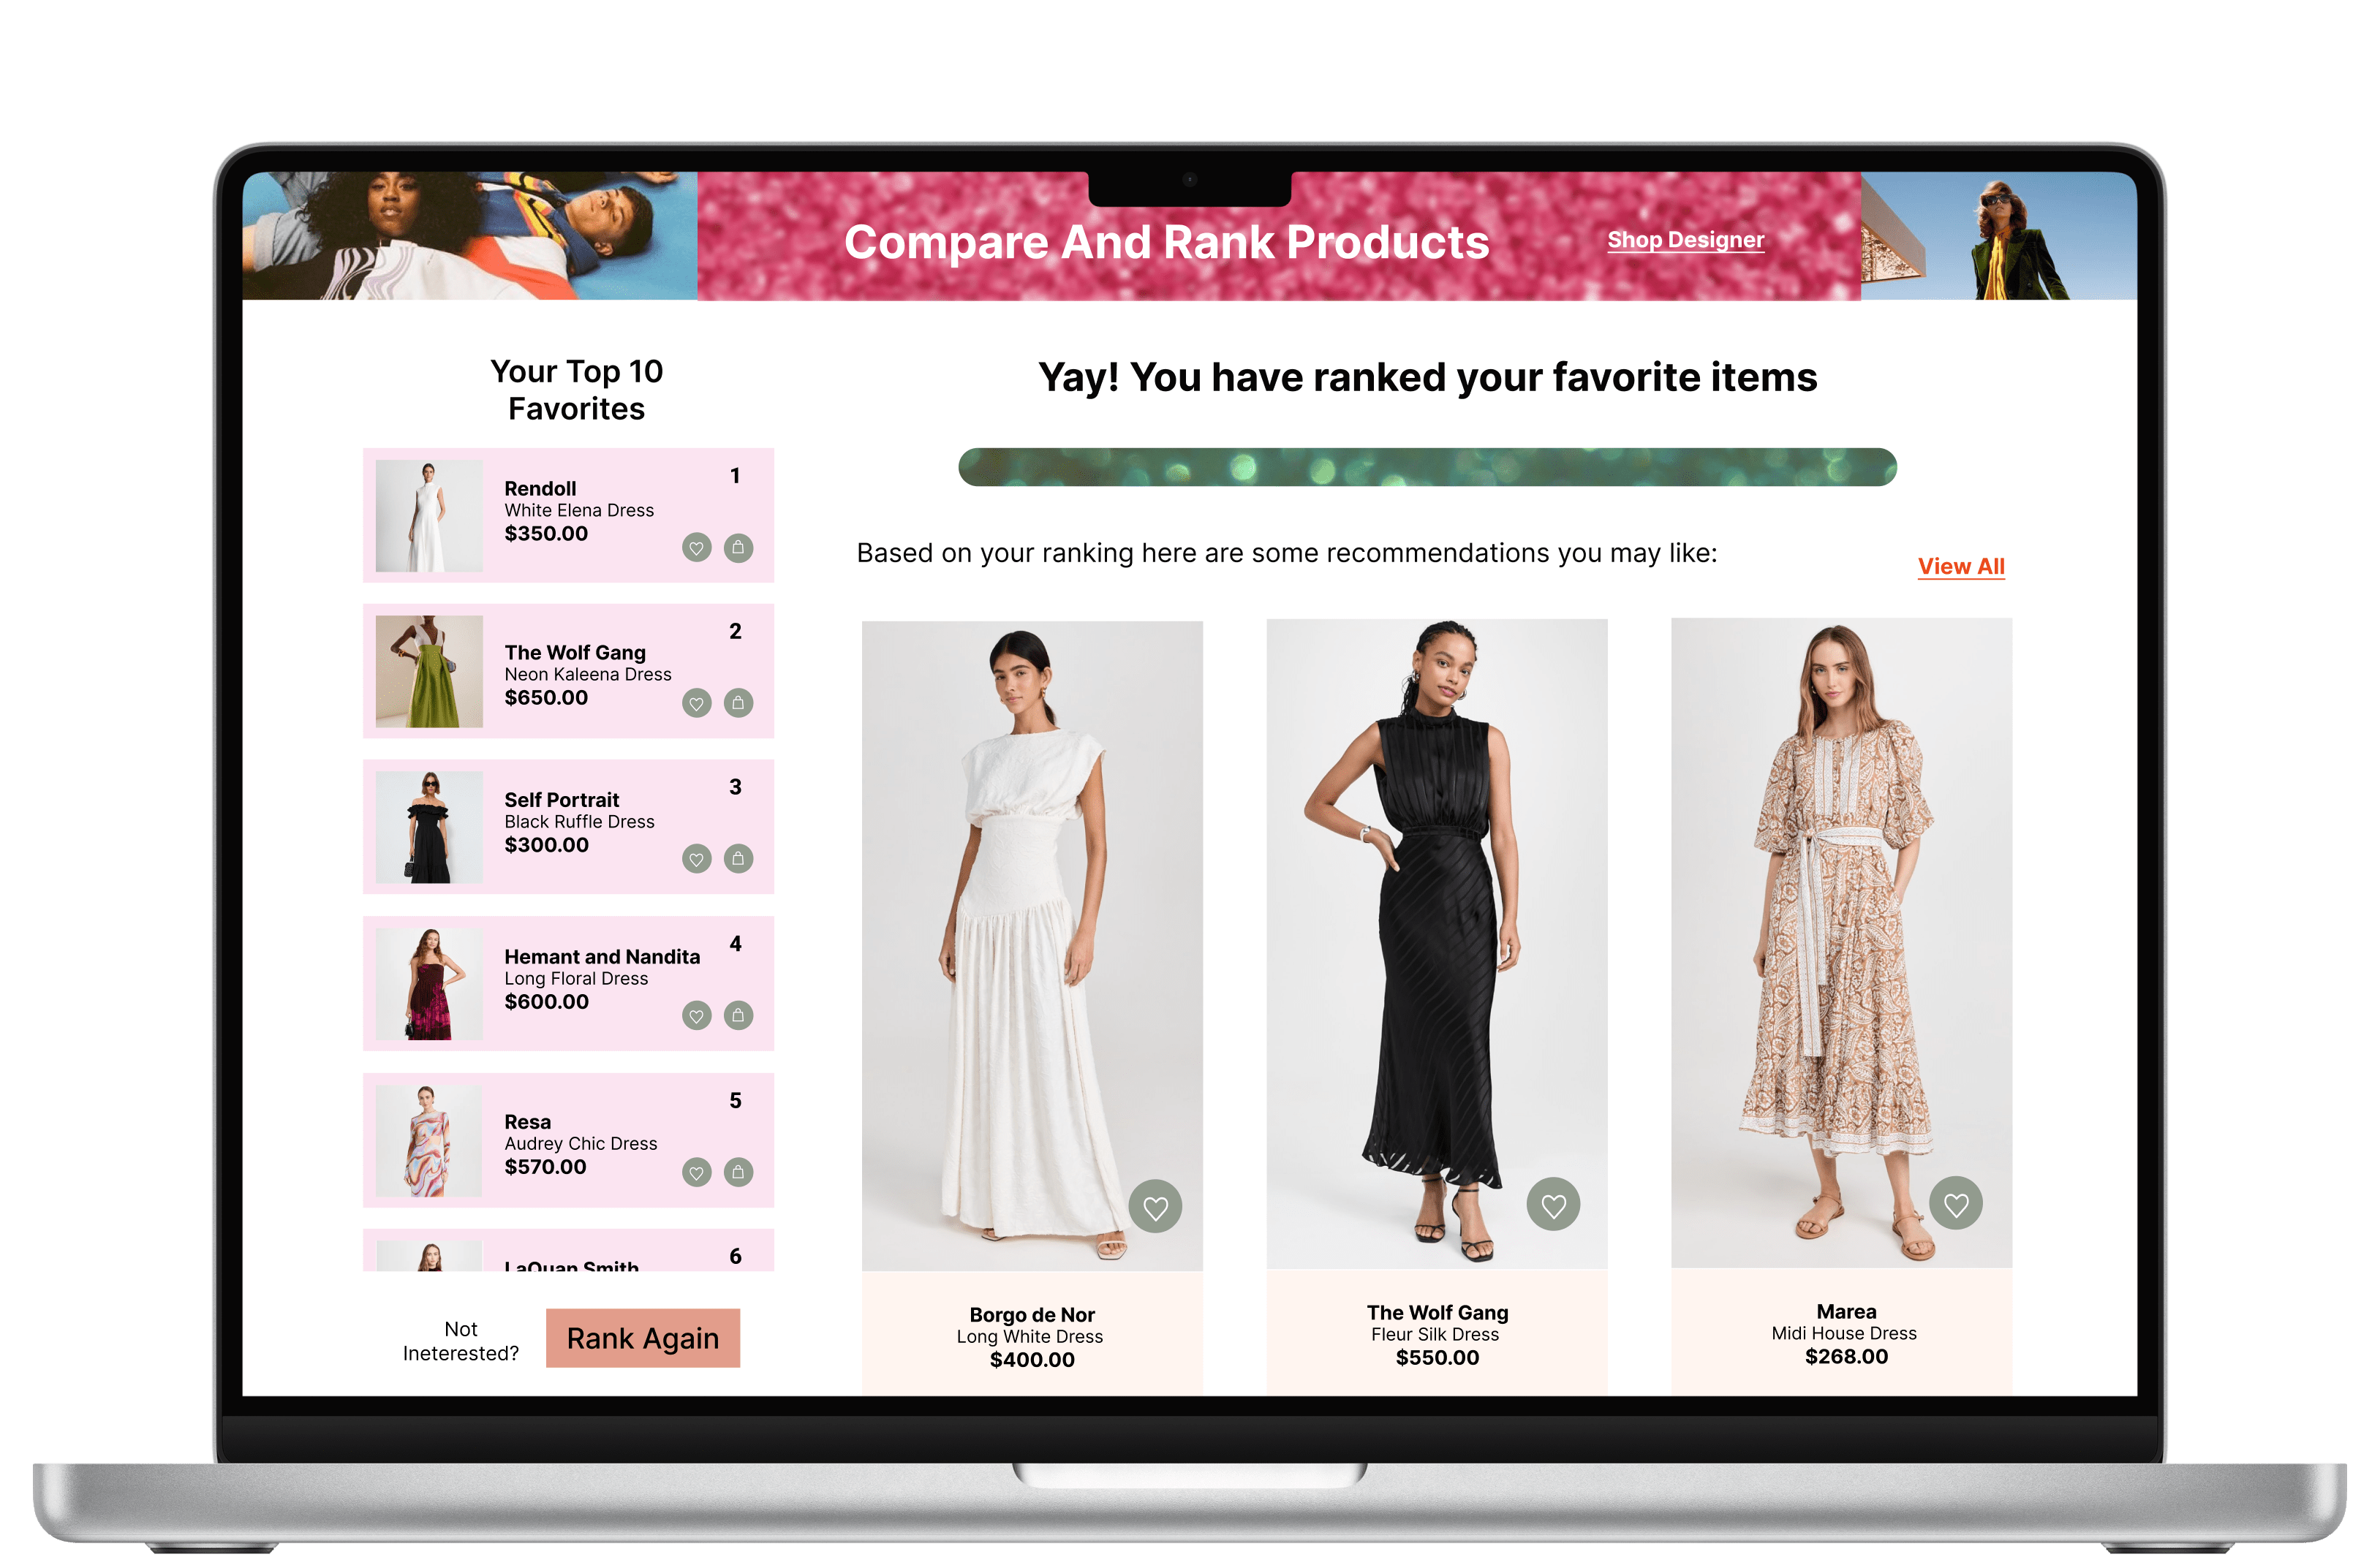 Compare And Rank Products
Shop Designer
Your Top 10
Favorites
1
Rendoll
White Elena Dress
$350.00
2
The Wolf Gang
Neon Kaleena Dress
$650.00
3
Self Portrait
Black Ruffle Dress
$300.00
4
Hemant and Nandita
Long Floral Dress
$600.00
5
Resa
Audrey Chic Dress
$570.00
6
LaQuan Smith
Not
Ineterested?
Rank Again
Yay! You have ranked your favorite items
Based on your ranking here are some recommendations you may like:
View All
Borgo de Nor
Long White Dress
$400.00
The Wolf Gang
Fleur Silk Dress
$550.00
Marea
Midi House Dress
$268.00